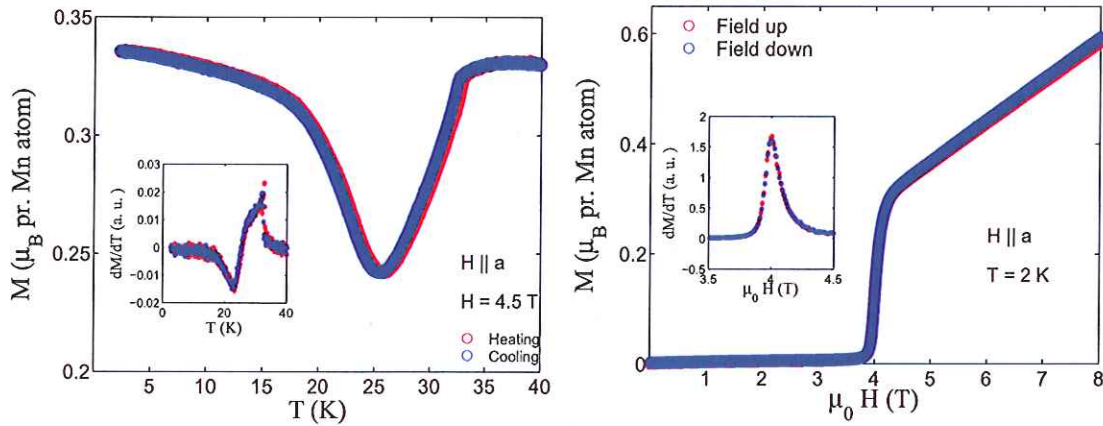 0.35
0.3
0.25
0.2
M (μB pr. Mn atom)
5
10
15
20
25
30
35
40
T (K)
0.03
0.02
0.01
0
−0.01
−0.02
dM/dT (a. u. )
0
20
40
T (K)
H || a
H = 4.5 T
Heating
Cooling
0.6
0.4
0.2
0
M (μB pr. Mn atom)
1
2
3
4
5
6
7
8
μ0 H (T)
Field up
Field down
2
1.5
1
0.5
0
−0.5
dM/dT (a. u.)
3.5
4
4.5
μ0 H (T)
H || a
T = 2 K